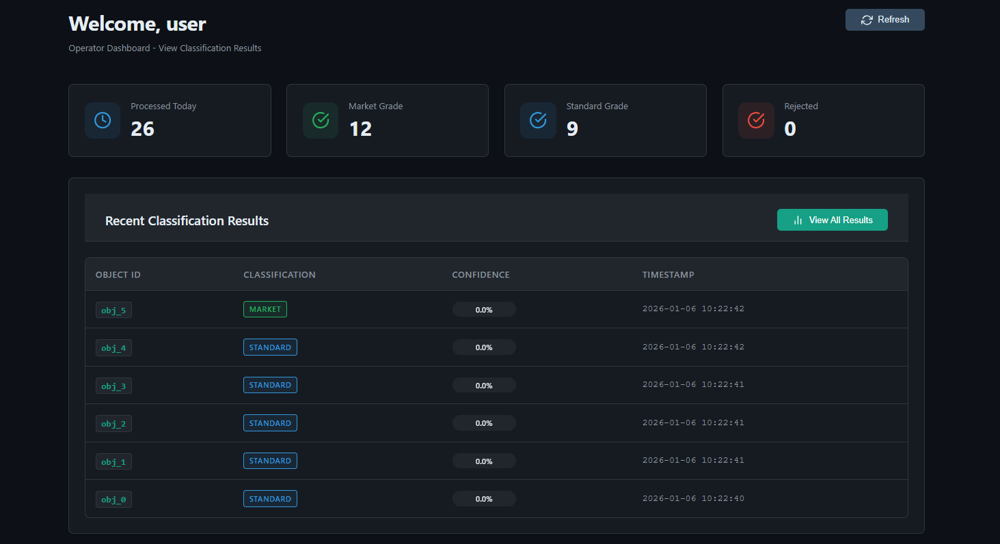 Welcome, user
Refresh
Operator Dashboard - View Classification Results
Processed Today
26
Market Grade
12
Standard Grade
9
Rejected
0
Recent Classification Results
View All Results
OBJECT ID CLASSIFICATION CONFIDENCE TIMESTAMP
obj_5 MARKET 0.0% 2026-01-06 10:22:42
obj_4 STANDARD 0.0% 2026-01-06 10:22:42
obj_3 STANDARD 0.0% 2026-01-06 10:22:41
obj_2 STANDARD 0.0% 2026-01-06 10:22:41
obj_1 STANDARD 0.0% 2026-01-06 10:22:41
obj_0 STANDARD 0.0% 2026-01-06 10:22:40